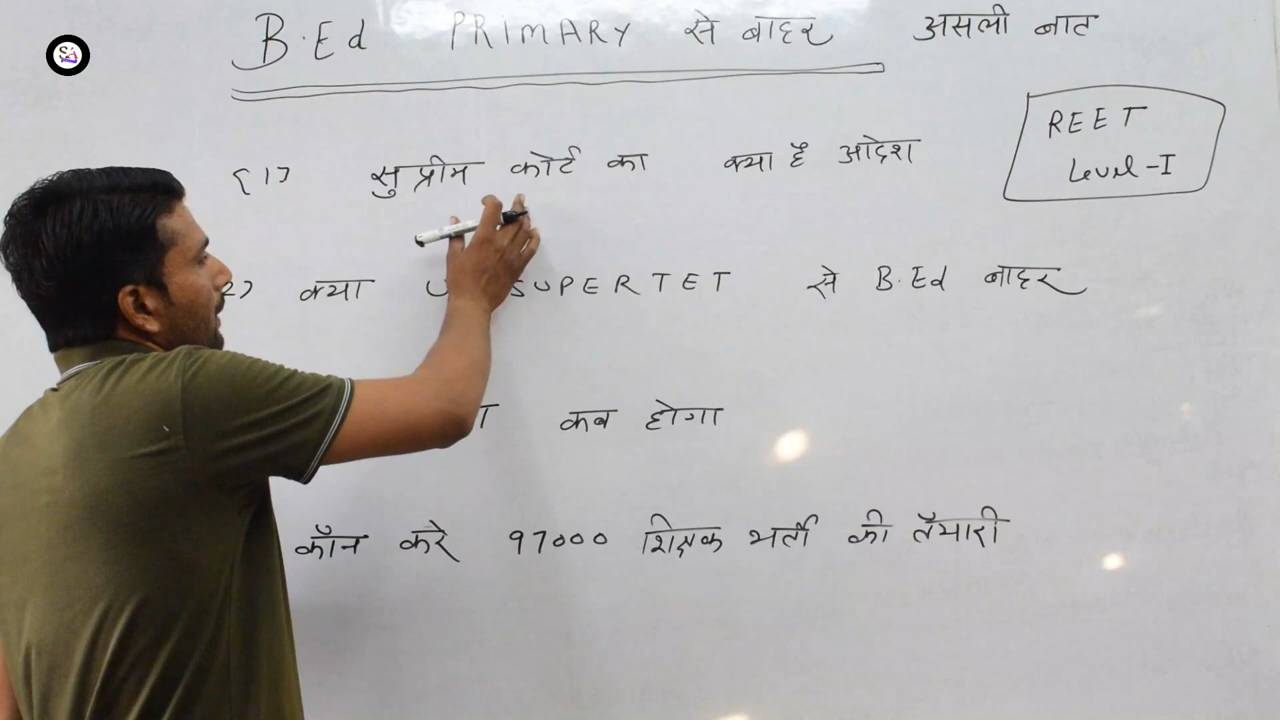 B.Ed PRIMARY से बाहर असली बात
REET
Level-I
(1) सुप्रीम कोर्ट का क्या है आदेश
2) क्या SUPERTET से B.Ed बाहर
कब होगा
कौन करे 97000 शिक्षक भर्ती की तैयारी